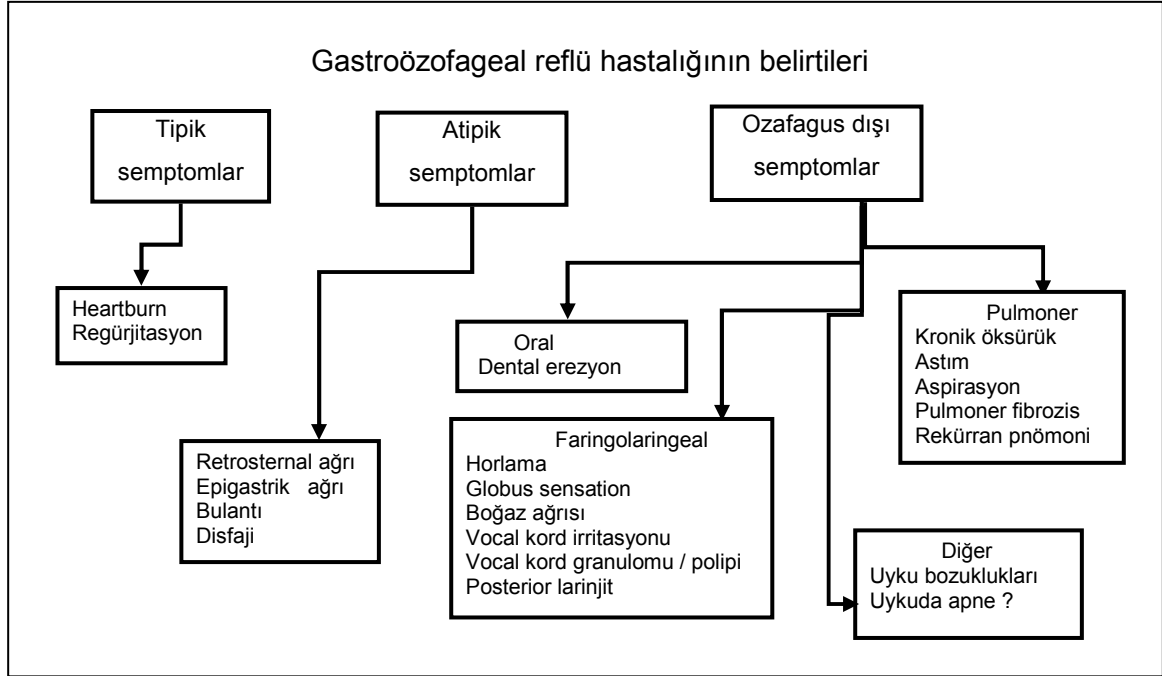 Gastroözofageal reflü hastalığının belirtileri
Tipik
semptomlar
Atipik
semptomlar
Ozafagus dışı
semptomlar
Heartburn
Regürjitasyon
Retrosternal ağrı
Epigastrik ağrı
Bulantı
Disfaji
Oral
Dental erezyon
Faringolaringeal
Horlama
Globus sensation
Boğaz ağrısı
Vocal kord irritasyonu
Vocal kord granulomu / polipi
Posterior larinjit
Pulmoner
Kronik öksürük
Astım
Aspirasyon
Pulmoner fibrozis
Rekürran pnömoni
Diğer
Uyku bozuklukları
Uykuda apne ?